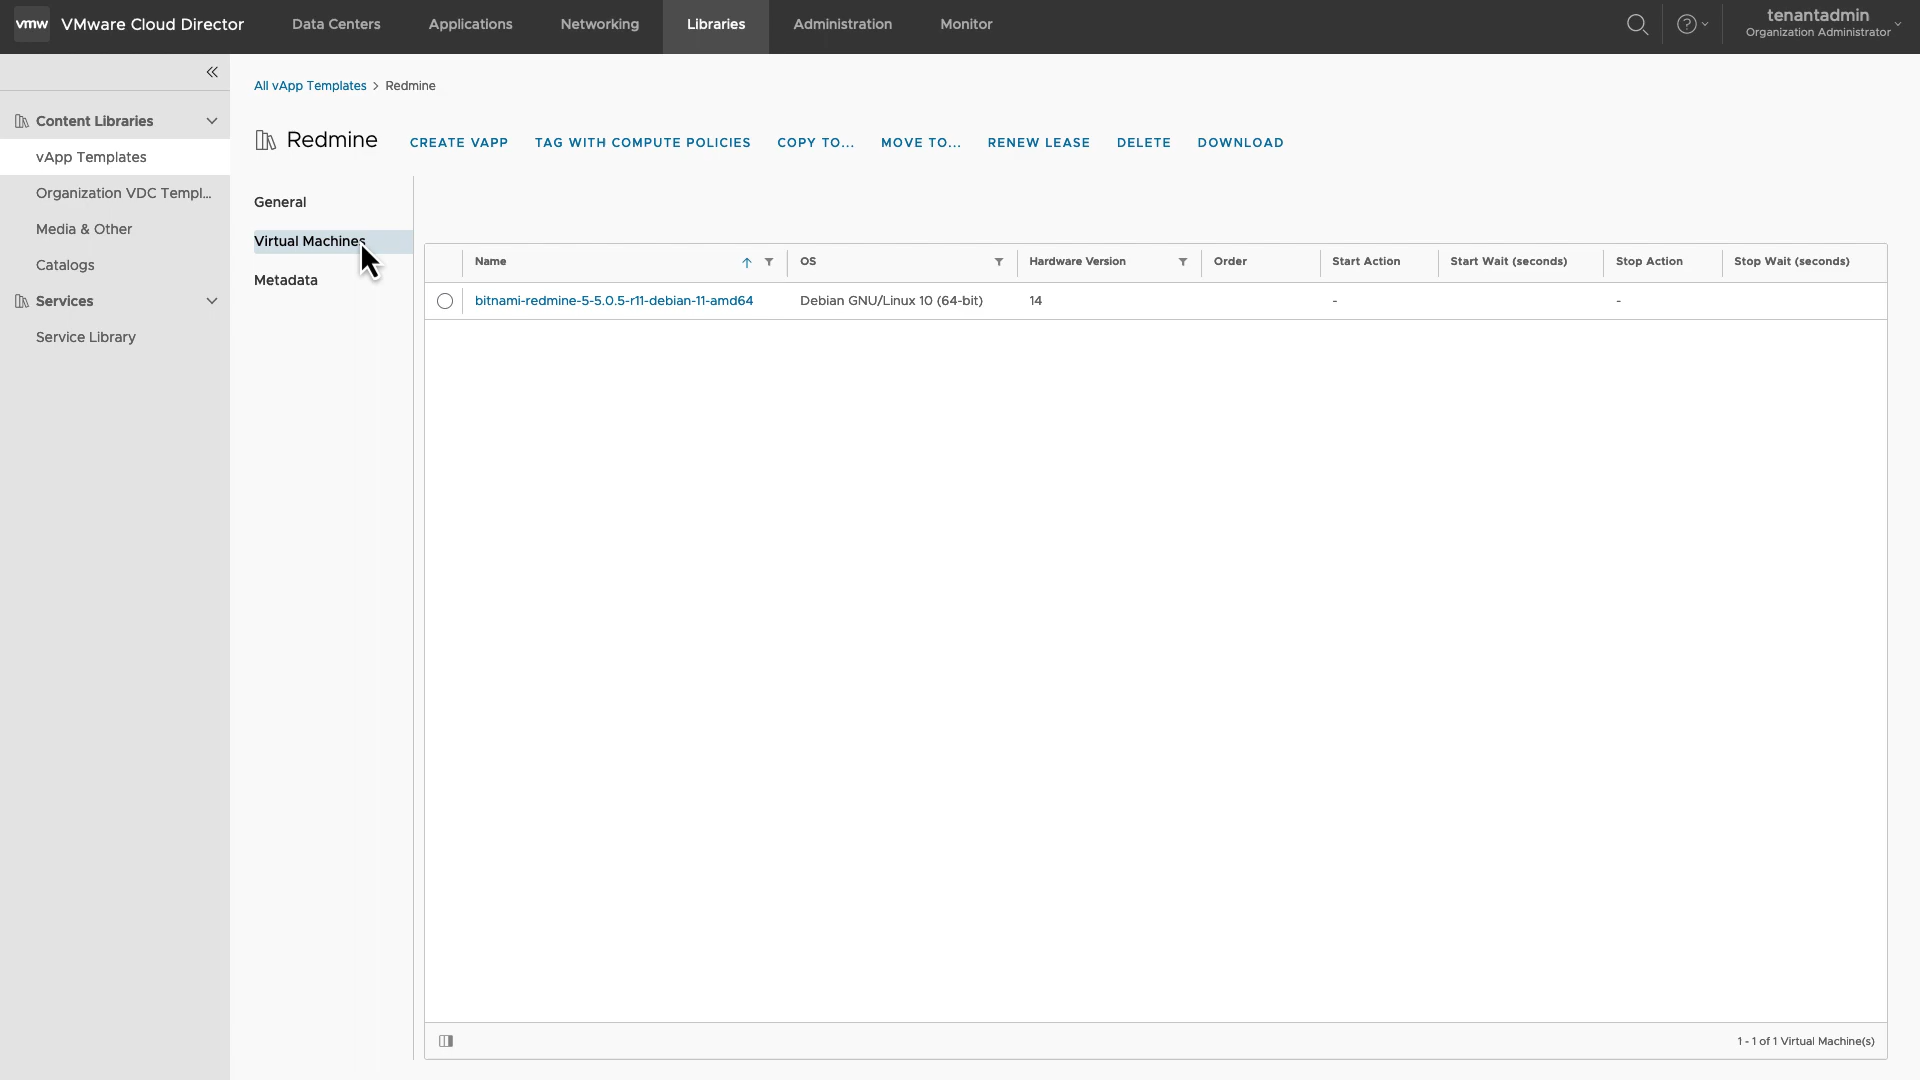 vmw VMware Cloud Director Data Centers Applications Networking Libraries Administration Monitor tenantadmin
Organization Administrator
All vApp Templates > Redmine
Content Libraries
vApp Templates
Organization VDC Templ...
Media & Other
Catalogs
Services
Service Library
Redmine CREATE VAPP TAG WITH COMPUTE POLICIES COPY TO... MOVE TO... RENEW LEASE DELETE DOWNLOAD
General
Virtual Machines
Metadata
Name OS Hardware Version Order Start Action Start Wait (seconds) Stop Action Stop Wait (seconds)
bitnami-redmine-5-5.0.5-r11-debian-11-amd64 Debian GNU/Linux 10 (64-bit) 14 - -
1 - 1 of 1 Virtual Machine(s)